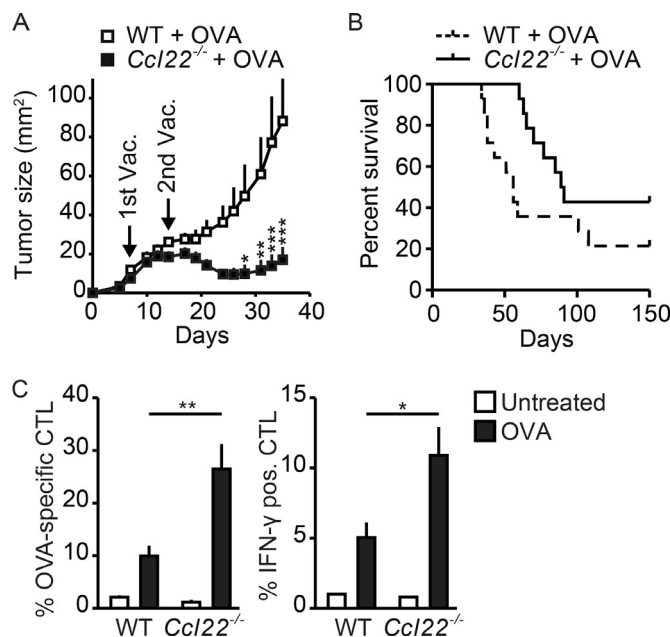 A
WT + OVA
Ccl22-/- + OVA
Tumor size (mm2)
100
80
60
40
20
0
1st Vac.
2nd Vac.
*
**
***
***
0
10
20
30
40
Days
B
WT + OVA
Ccl22-/- + OVA
Percent survival
100
80
60
40
20
0
0
50
100
150
Days
C
% OVA-specific CTL
40
30
20
10
0
**
WT
Ccl22-/-
% IFN-γ pos. CTL
15
10
5
0
*
WT
Ccl22-/-
Untreated
OVA